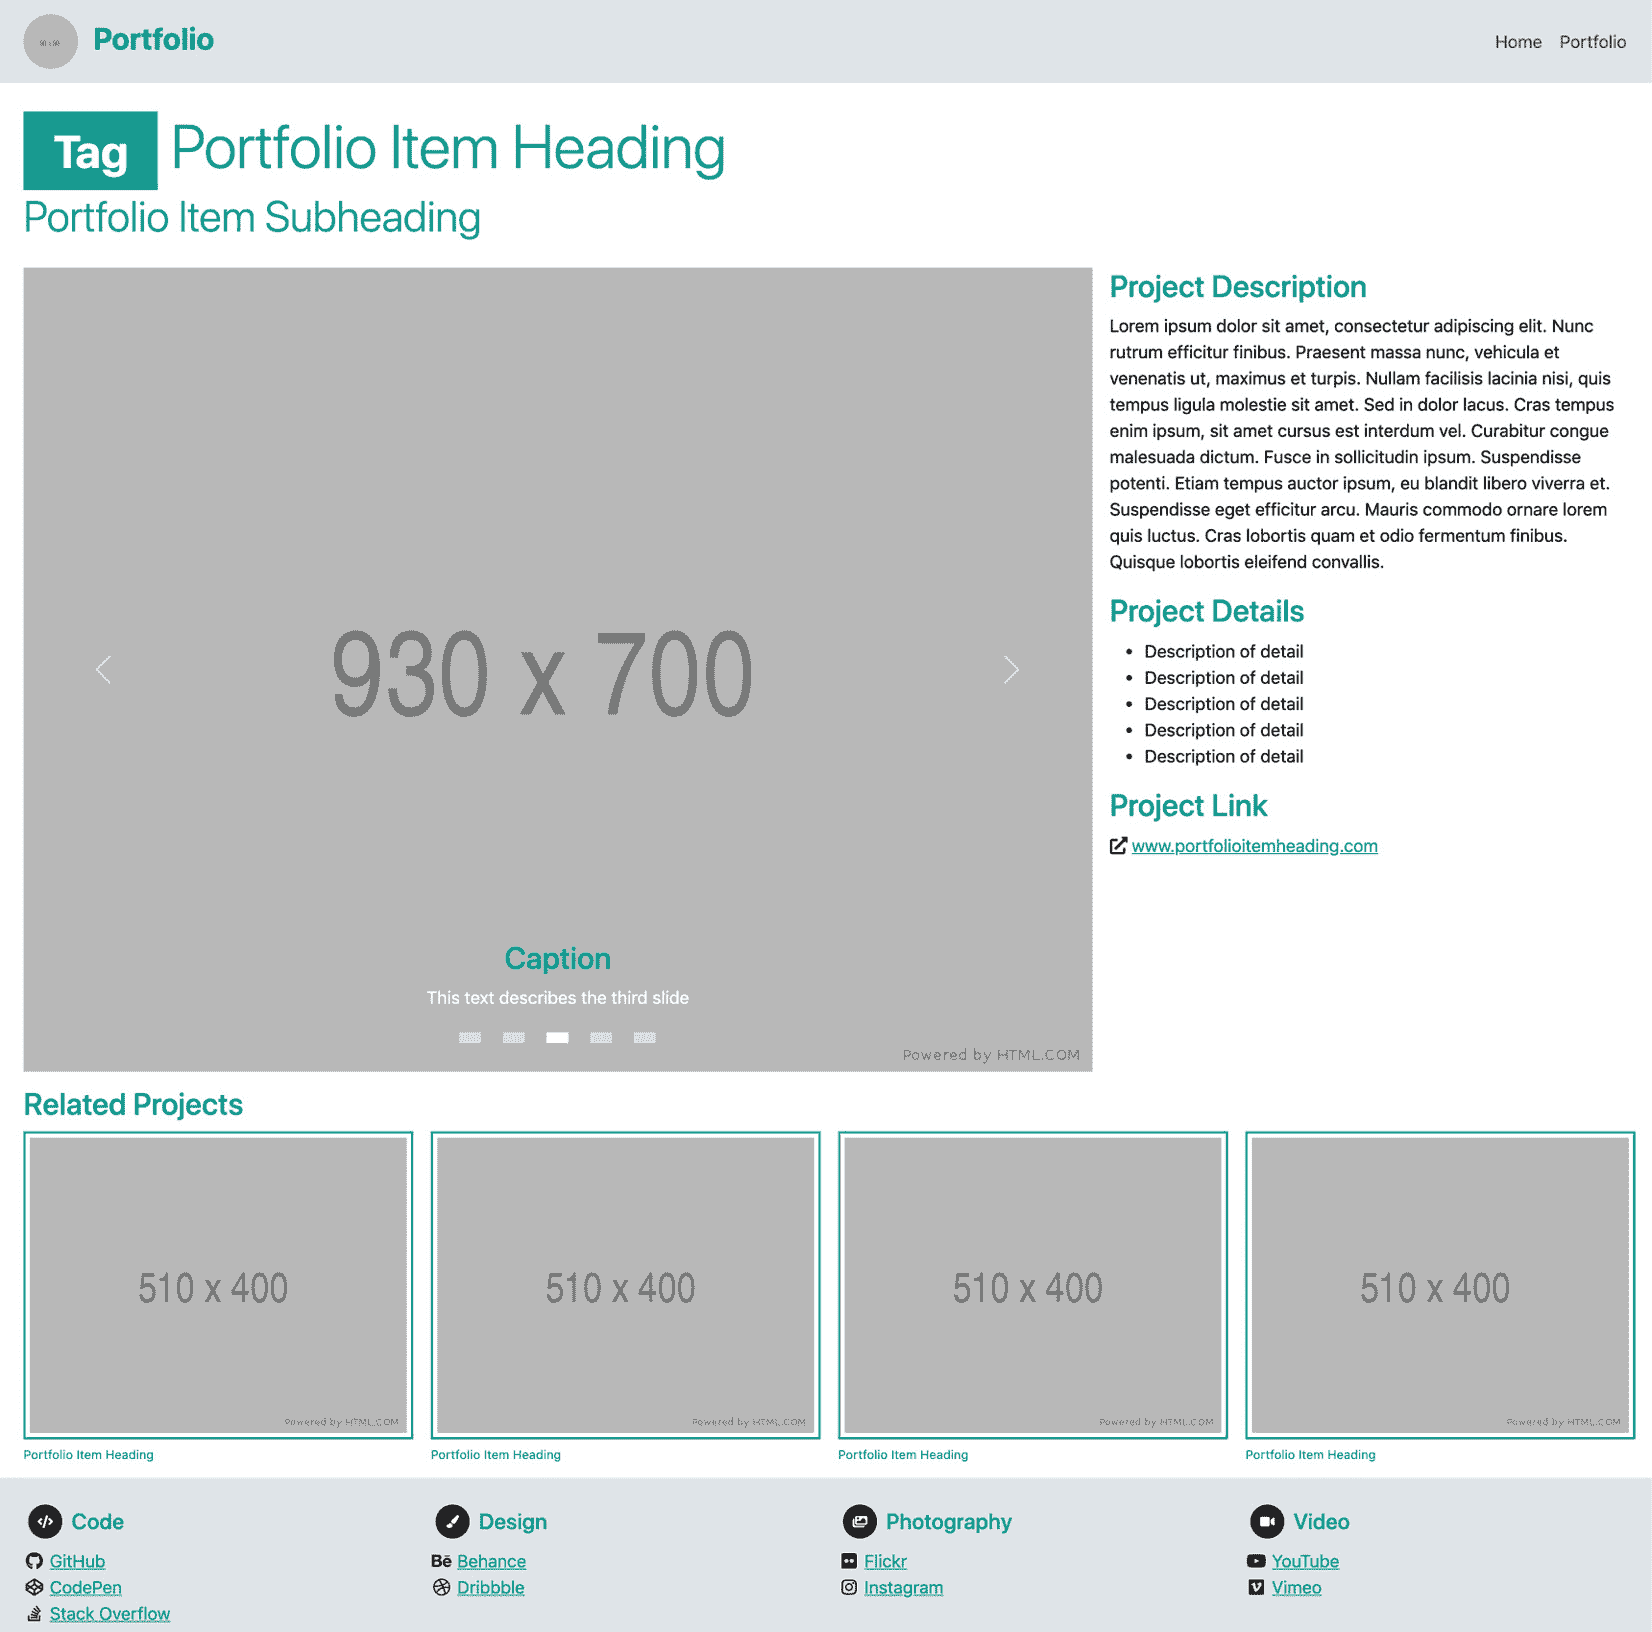 Portfolio
Home Portfolio
Tag Portfolio Item Heading
Portfolio Item Subheading
930 x 700
Caption
This text describes the third slide
Powered by HTML.COM
Project Description
Lorem ipsum dolor sit amet, consectetur adipiscing elit. Nunc
rutrum efficitur finibus. Praesent massa nunc, vehicula et
venenatis ut, maximus et turpis. Nullam facilisis lacinia nisi, quis
tempus ligula molestie sit amet. Sed in dolor lacus. Cras tempus
enim ipsum, sit amet cursus est interdum vel. Curabitur congue
malesuada dictum. Fusce in sollicitudin ipsum. Suspendisse
potenti. Etiam tempus auctor ipsum, eu blandit libero viverra et.
Suspendisse eget efficitur arcu. Mauris commodo ornare lorem
quis luctus. Cras lobortis quam et odio fermentum finibus.
Quisque lobortis eleifend convallis.
Project Details
Description of detail
Description of detail
Description of detail
Description of detail
Description of detail
Project Link
www.portfolioitemheading.com
Related Projects
510 x 400
Powered by HTML.COM
Portfolio Item Heading
510 x 400
Powered by HTML.COM
Portfolio Item Heading
510 x 400
Powered by HTML.COM
Portfolio Item Heading
510 x 400
Powered by HTML.COM
Portfolio Item Heading
Code
GitHub
CodePen
Stack Overflow
Design
Bē Behance
Dribbble
Photography
Flickr
Instagram
Video
YouTube
Vimeo